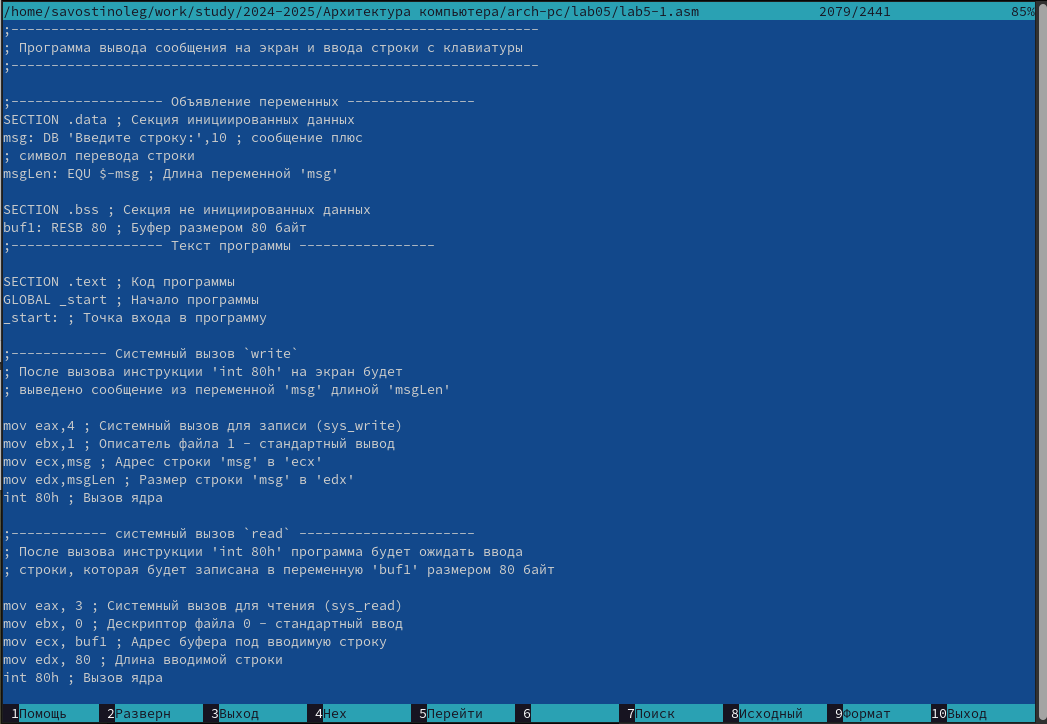 /home/savostinoleg/work/study/2024-2025/Архитектура компьютера/arch-pc/lab05/lab5-1.asm 2079/2441 85%
;------------------------------------------------------------------
; Программа вывода сообщения на экран и ввода строки с клавиатуры
;------------------------------------------------------------------
;------------------- Объявление переменных ----------------
SECTION .data ; Секция инициированных данных
msg: DB 'Введите строку:',10 ; сообщение плюс
; символ перевода строки
msgLen: EQU $-msg ; Длина переменной 'msg'
SECTION .bss ; Секция не инициированных данных
buf1: RESB 80 ; Буфер размером 80 байт
;------------------- Текст программы -----------------
SECTION .text ; Код программы
GLOBAL _start ; Начало программы
_start: ; Точка входа в программу
;------------ Системный вызов `write`
; После вызова инструкции 'int 80h' на экран будет
; выведено сообщение из переменной 'msg' длиной 'msgLen'
mov eax,4 ; Системный вызов для записи (sys_write)
mov ebx,1 ; Описатель файла 1 - стандартный вывод
mov ecx,msg ; Адрес строки 'msg' в 'ecx'
mov edx,msgLen ; Размер строки 'msg' в 'edx'
int 80h ; Вызов ядра
;------------ системный вызов `read` ----------------------
; После вызова инструкции 'int 80h' программа будет ожидать ввода
; строки, которая будет записана в переменную 'buf1' размером 80 байт
mov eax, 3 ; Системный вызов для чтения (sys_read)
mov ebx, 0 ; Дескриптор файла 0 - стандартный ввод
mov ecx, buf1 ; Адрес буфера под вводимую строку
mov edx, 80 ; Длина вводимой строки
int 80h ; Вызов ядра
1Помощь 2Разверн 3Выход 4Hex 5Перейти 6 7Поиск 8Исходный 9Формат 10Выход